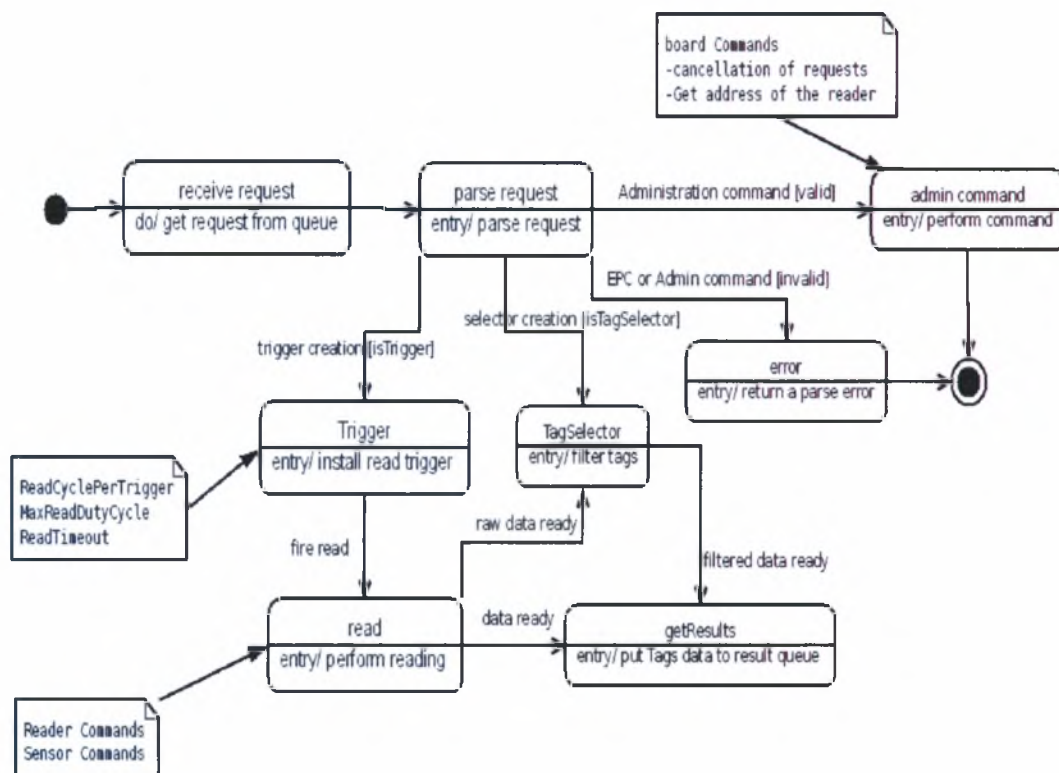 board Commands
-cancellation of requests
-Get address of the reader
receive request
do/ get request from queue
parse request
entry/ parse request
Administration command [valid]
admin command
entry/ perform command
EPC or Admin command [invalid]
selector creation [isTagSelector]
trigger creation [isTrigger]
error
entry/ return a parse error
Trigger
entry/ install read trigger
TagSelector
entry/ filter tags
ReadCyclePerTrigger
MaxReadDutyCycle
ReadTimeout
raw data ready
fire read
filtered data ready
read
entry/ perform reading
data ready
getResults
entry/ put Tags data to result queue
Reader Commands
Sensor Commands